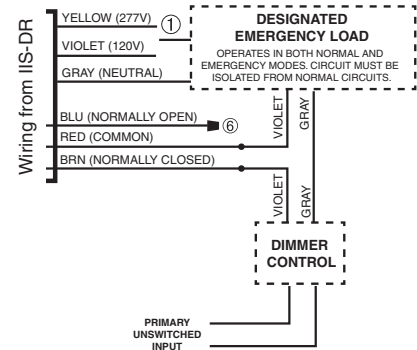 YELLOW (277V)
①
VIOLET (120V)
GRAY (NEUTRAL)
BLU (NORMALLY OPEN)
⑥
RED (COMMON)
BRN (NORMALLY CLOSED)
Wiring from IIS-DR
DESIGNATED
EMERGENCY LOAD
OPERATES IN BOTH NORMAL AND
EMERGENCY MODES. CIRCUIT MUST BE
ISOLATED FROM NORMAL CIRCUITS.
VIOLET
GRAY
VIOLET
GRAY
DIMMER
CONTROL
PRIMARY
UNSWITCHED
INPUT